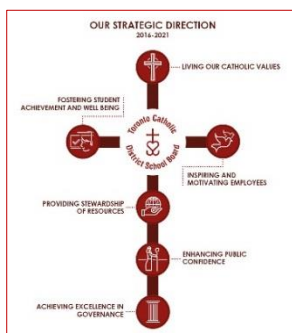 OUR STRATEGIC DIRECTION
2016-2021
LIVING OUR CATHOLIC VALUES
FOSTERING STUDENT
ACHIEVEMENT AND WELL BEING
Toronto Catholic
District School Board
INSPIRING AND
MOTIVATING EMPLOYEES
PROVIDING STEWARDSHIP
OF RESOURCES
ENHANCING PUBLIC
CONFIDENCE
ACHIEVING EXCELLENCE IN
GOVERNANCE